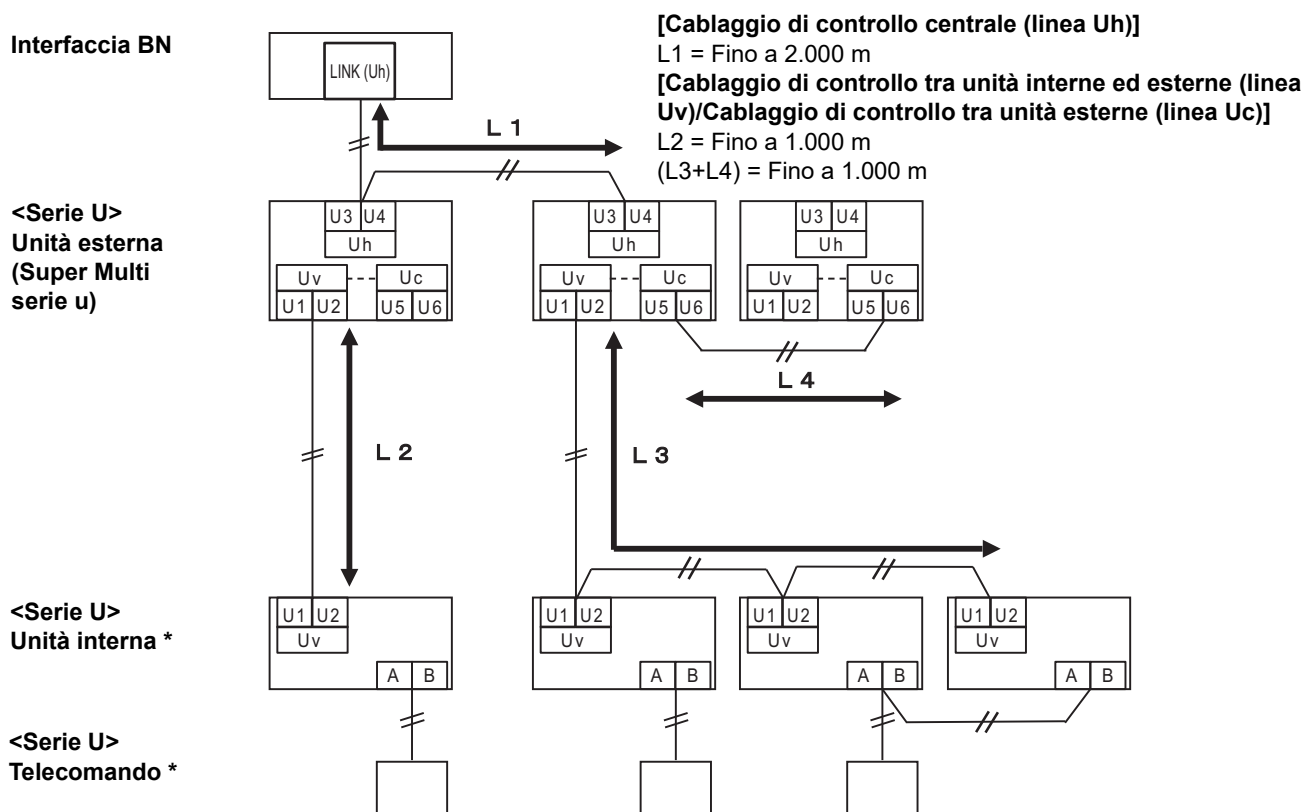 Interfaccia BN
LINK (Uh)
[Cablaggio di controllo centrale (linea Uh)]
L1 = Fino a 2.000 m
[Cablaggio di controllo tra unità interne ed esterne (linea
Uv)/Cablaggio di controllo tra unità esterne (linea Uc)]
L2 = Fino a 1.000 m
(L3+L4) = Fino a 1.000 m
L 1
<Serie U>
Unità esterna
(Super Multi
serie u)
U3 U4 U3 U4 U3 U4
Uh Uh Uh
Uv Uc Uv Uc Uv Uc
U1 U2 U5 U6 U1 U2 U5 U6 U1 U2 U5 U6
L 4
L 2 L 3
<Serie U>
Unità interna *
U1 U2 U1 U2 U1 U2 U1 U2
Uv Uv Uv Uv
A B A B A B A B
<Serie U>
Telecomando *